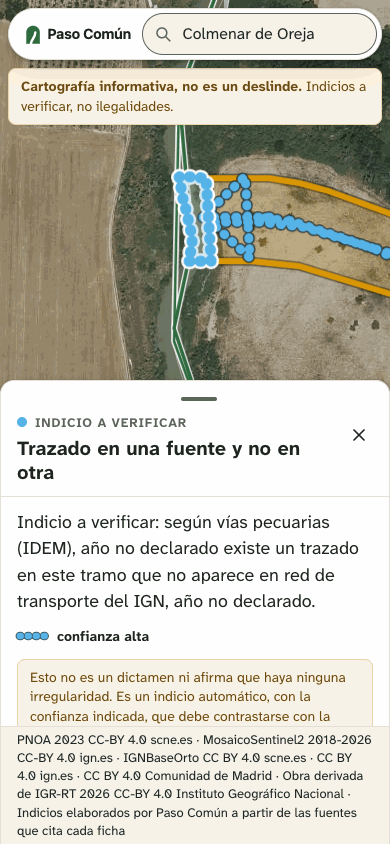 Paso Común
Colmenar de Oreja
Cartografía informativa, no es un deslinde. Indicios a
verificar, no ilegalidades.
INDICIO A VERIFICAR
Trazado en una fuente y no en
otra
Indicio a verificar: según vías pecuarias
(IDEM), año no declarado existe un trazado
en este tramo que no aparece en red de
transporte del IGN, año no declarado.
confianza alta
Esto no es un dictamen ni afirma que haya ninguna
irregularidad. Es un indicio automático, con la
confianza indicada, que debe contrastarse con la
PNOA 2023 CC-BY 4.0 scne.es · MosaicoSentinel2 2018-2026
CC-BY 4.0 ign.es · IGNBaseOrto CC BY 4.0 scne.es · CC BY
4.0 ign.es · CC BY 4.0 Comunidad de Madrid · Obra derivada
de IGR-RT 2026 CC-BY 4.0 Instituto Geográfico Nacional ·
Indicios elaborados por Paso Común a partir de las fuentes
que cita cada ficha